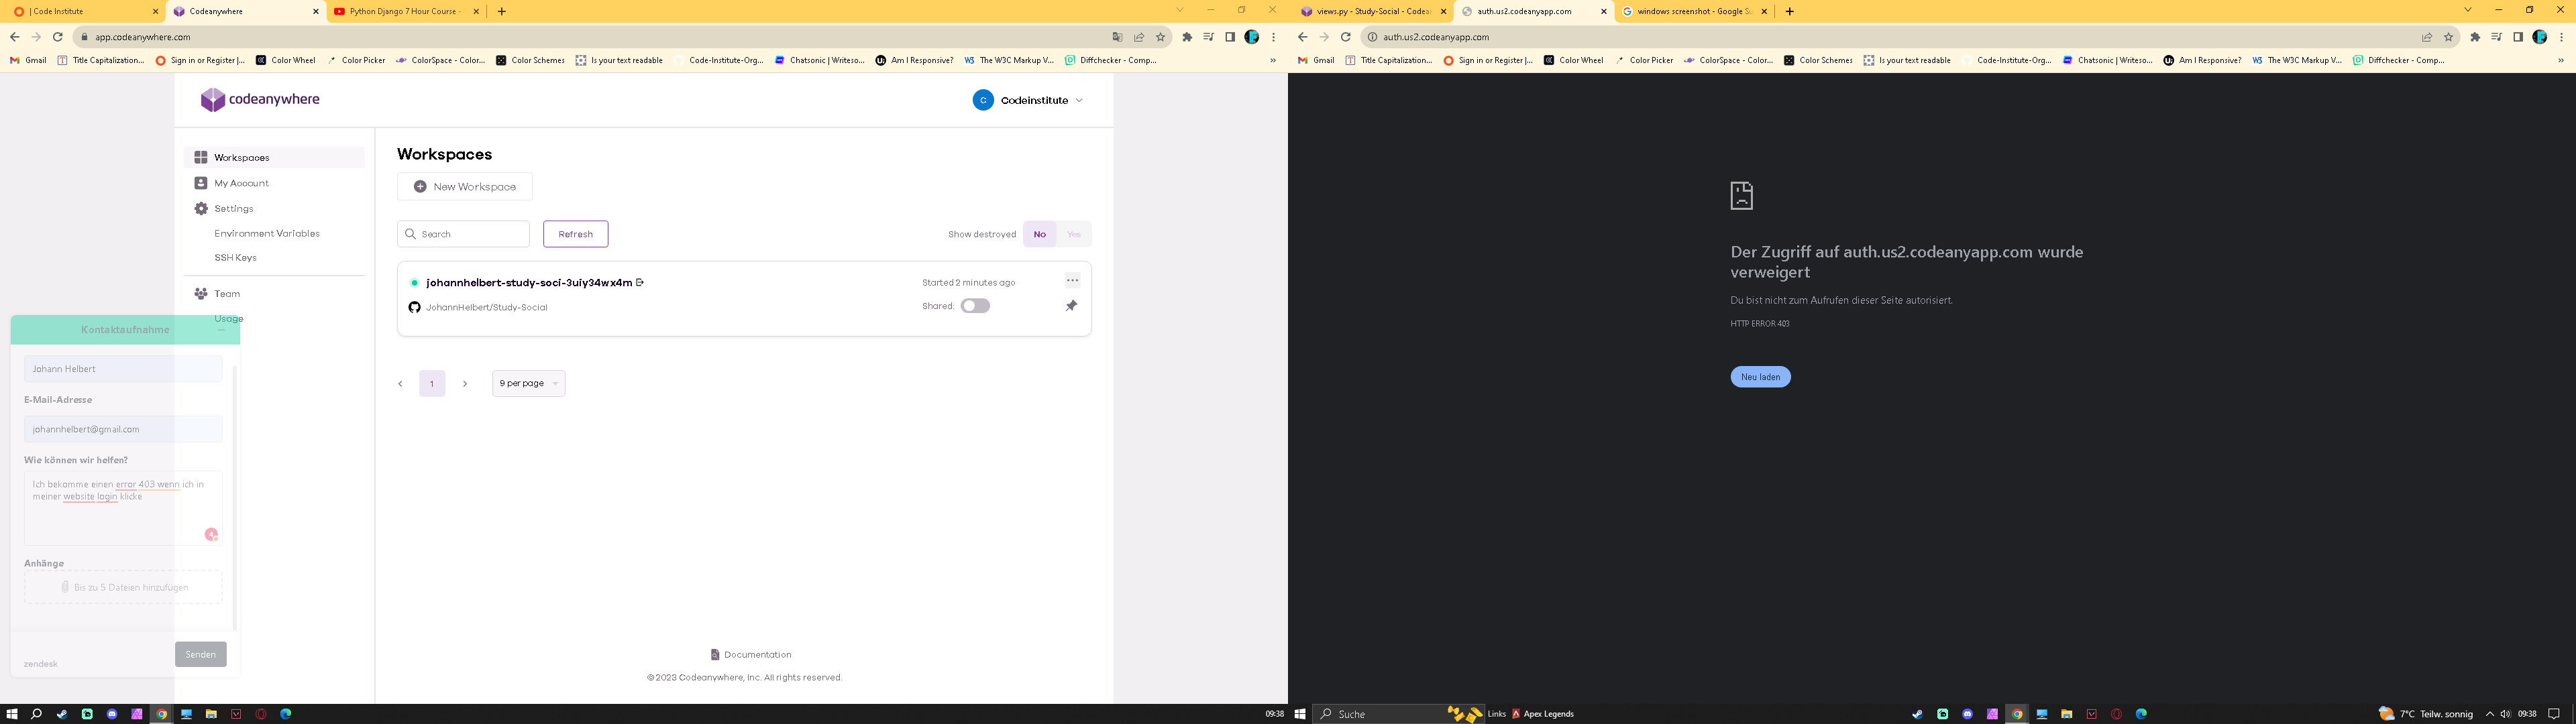 | Code Institute
Codeanywhere
Python Django 7 Hour Course -
app.codeanywhere.com
Gmail
Title Capitalization...
Sign in or Register |...
Color Wheel
Color Picker
ColorSpace - Color...
Color Schemes
Is your text readable
Code-Institute-Org...
Chatsonic | Writeso...
Am I Responsive?
The W3C Markup V...
Diffchecker - Comp...
»
codeanywhere
C
Codeinstitute
Workspaces
My Account
Settings
Environment Variables
SSH Keys
Team
Usage
Workspaces
New Workspace
Search
Refresh
Show destroyed
No
Yes
johannhelbert-study-soci-3uiy34wx4m
Started 2 minutes ago
JohannHelbert/Study-Social
Shared:
1
9 per page
Documentation
©2023 Codeanywhere, Inc. All rights reserved.
Kontaktaufnahme
Johann Helbert
E-Mail-Adresse
johannhelbert@gmail.com
Wie können wir helfen?
Ich bekomme einen error 403 wenn ich in
meiner website login klicke
Anhänge
Bis zu 5 Dateien hinzufügen
Senden
zendesk
09:38
views.py - Study-Social - Codea
auth.us2.codeanyapp.com
windows screenshot - Google Su
auth.us2.codeanyapp.com
Gmail
Title Capitalization...
Sign in or Register |...
Color Wheel
Color Picker
ColorSpace - Color...
Color Schemes
Is your text readable
Code-Institute-Org...
Chatsonic | Writeso...
Am I Responsive?
The W3C Markup V...
Diffchecker - Comp...
»
Der Zugriff auf auth.us2.codeanyapp.com wurde
verweigert
Du bist nicht zum Aufrufen dieser Seite autorisiert.
HTTP ERROR 403
Neu laden
Suche
Links
Apex Legends
7°C Teilw. sonnig
09:38